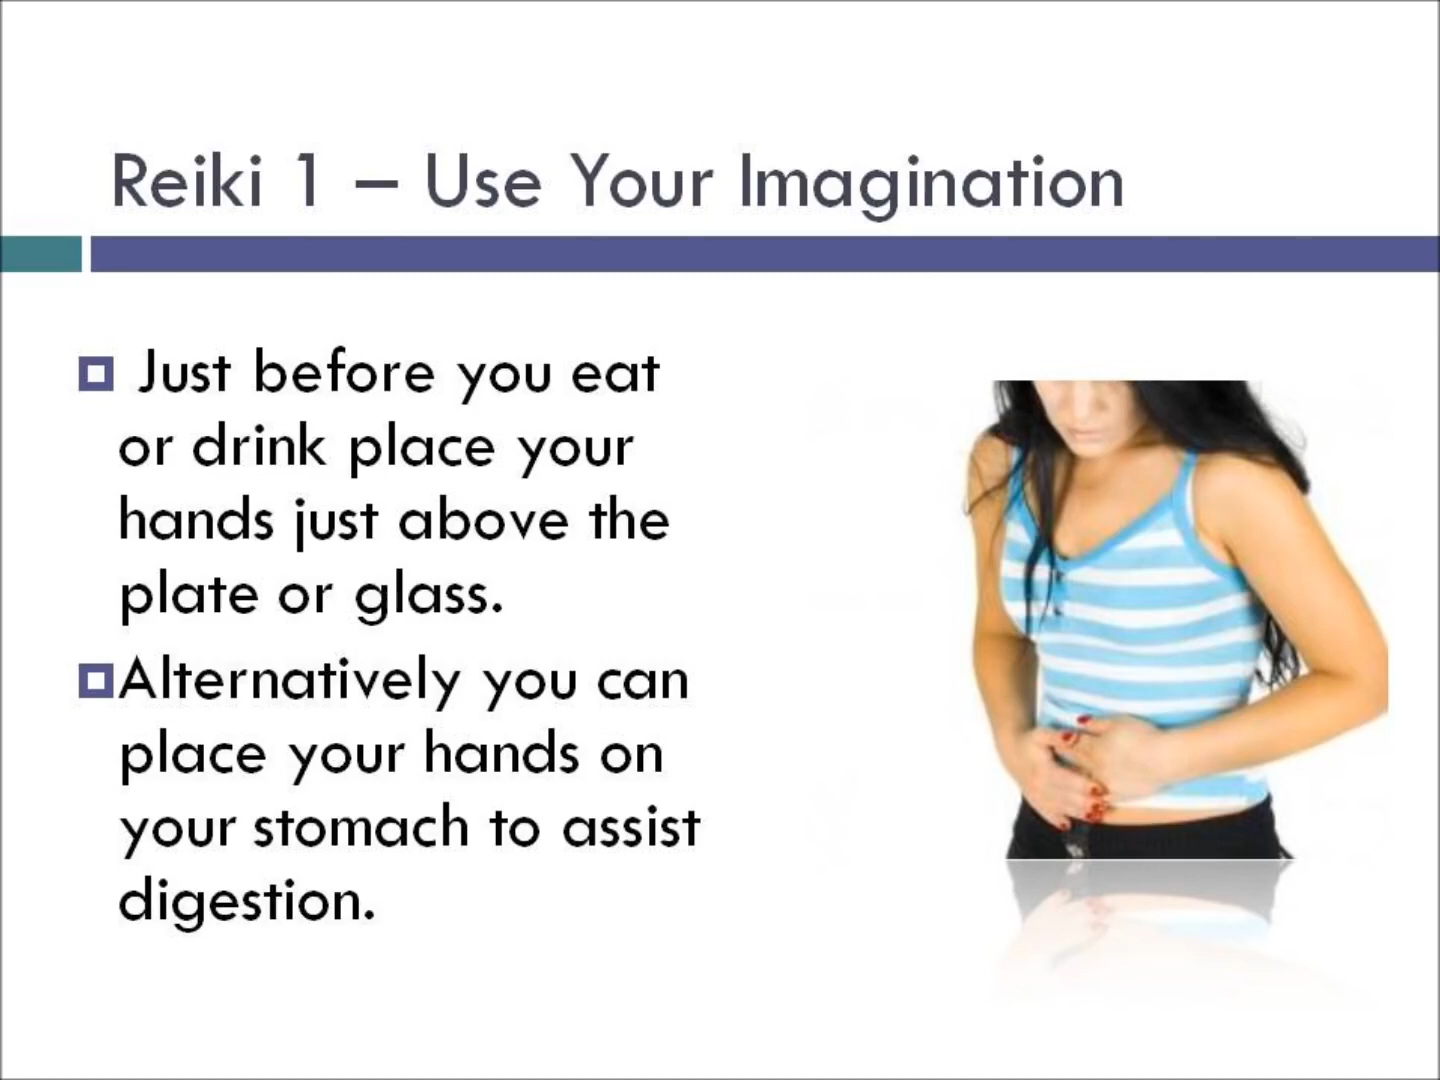 Reiki 1 – Use Your Imagination
Just before you eat
or drink place your
hands just above the
plate or glass.
Alternatively you can
place your hands on
your stomach to assist
digestion.